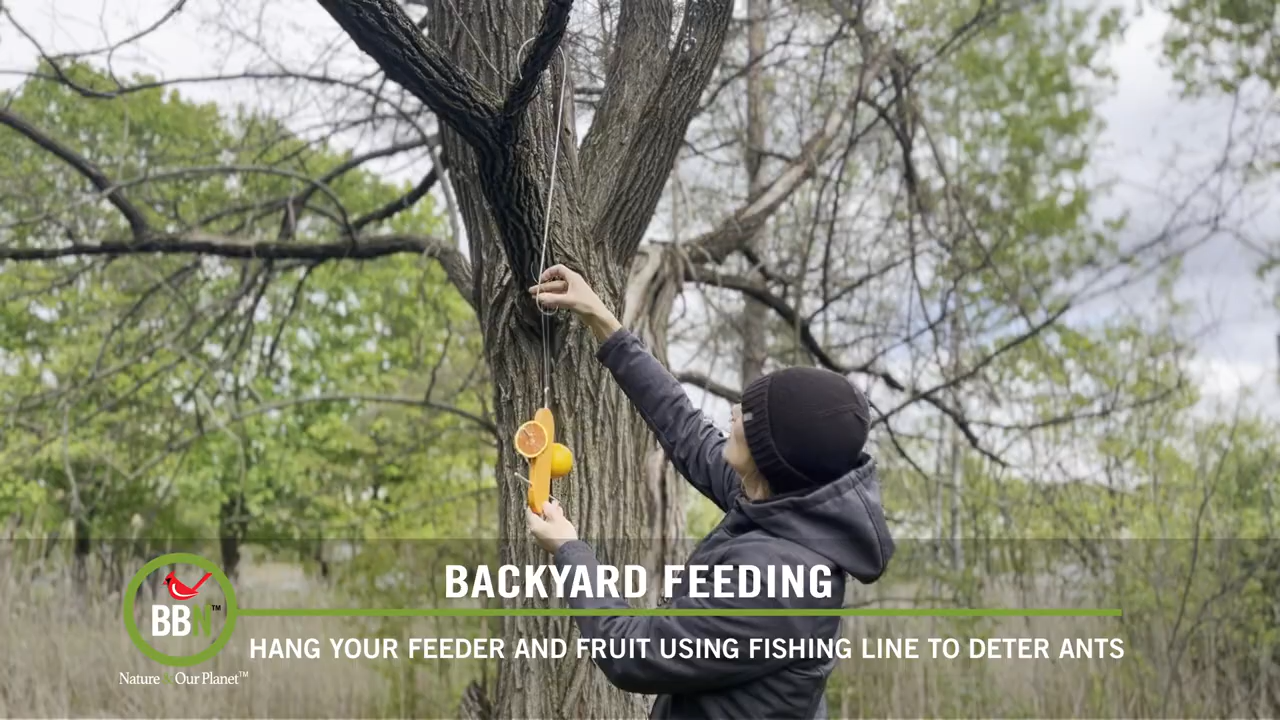 BACKYARD FEEDING
BBN™
HANG YOUR FEEDER AND FRUIT USING FISHING LINE TO DETER ANTS
Nature Our Planet™